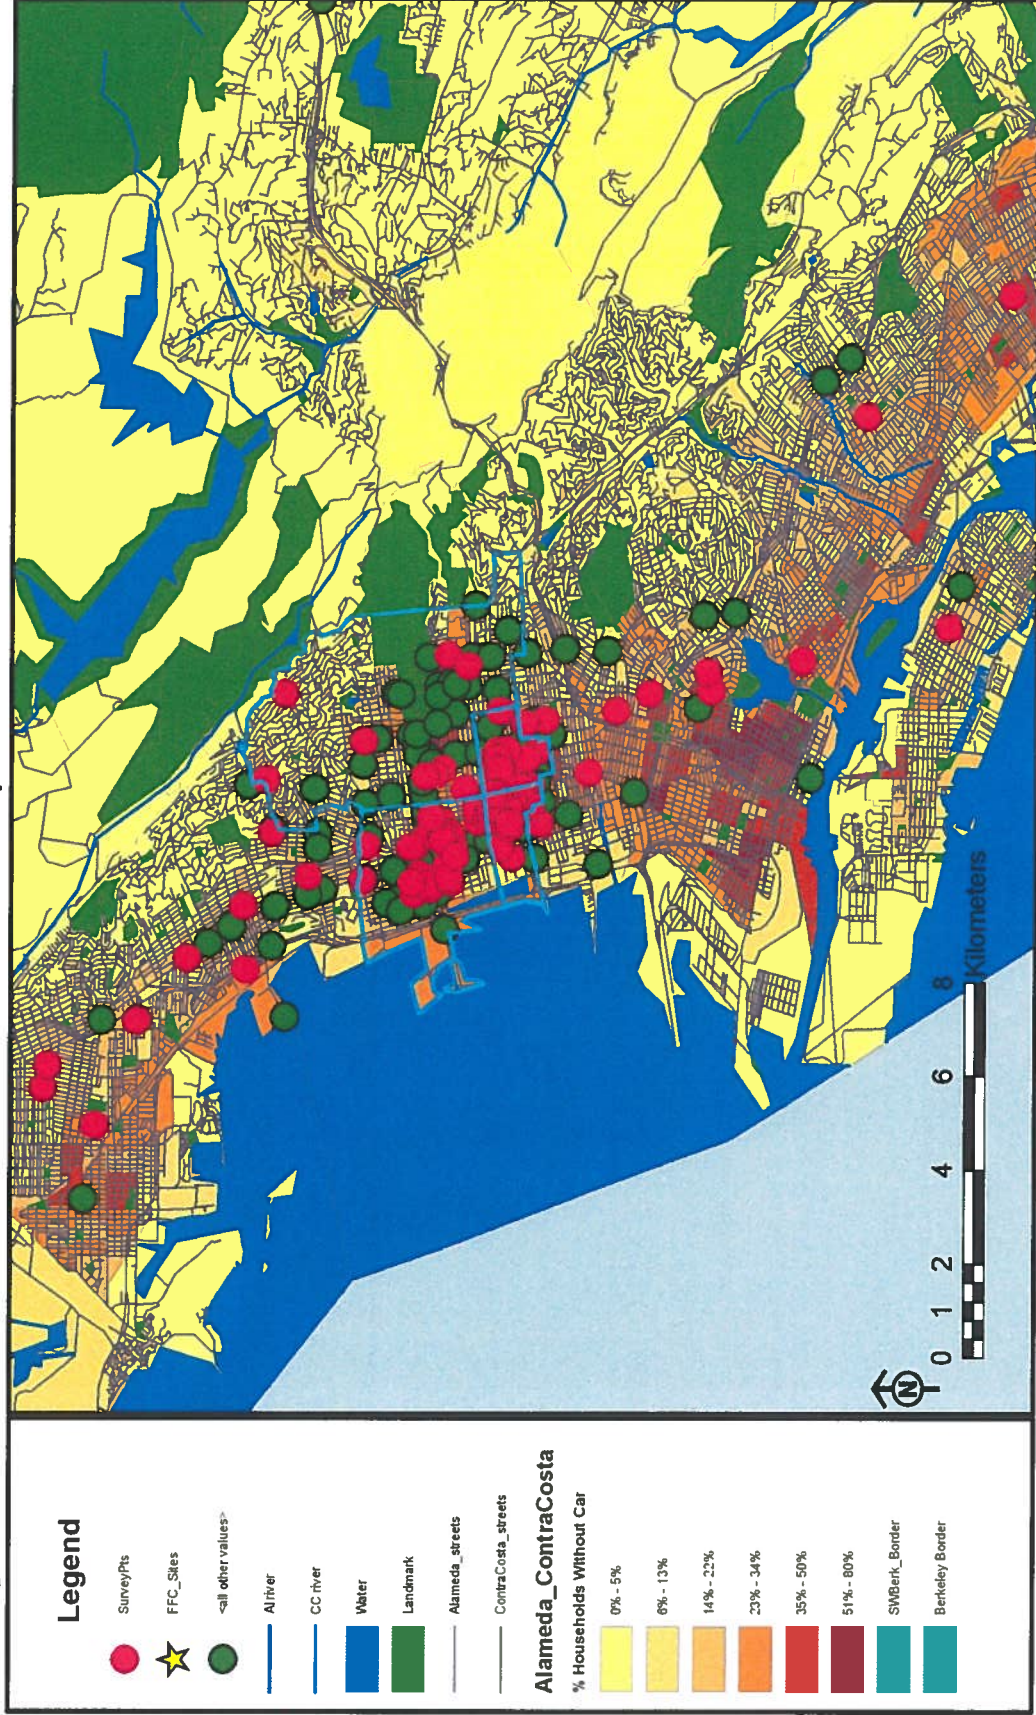 Legend
SurveyPts
FFC_Sites
<all other values>
Al river
CC river
Water
Landmark
Alameda_streets
ContraCosta_streets
Alameda_ContraCosta
% Households Without Car
0% - 5%
6% - 13%
14% - 22%
23% - 34%
35% - 50%
51% - 80%
SWBerk_Border
Berkeley Border
N
0 1 2 4 6 8
Kilometers